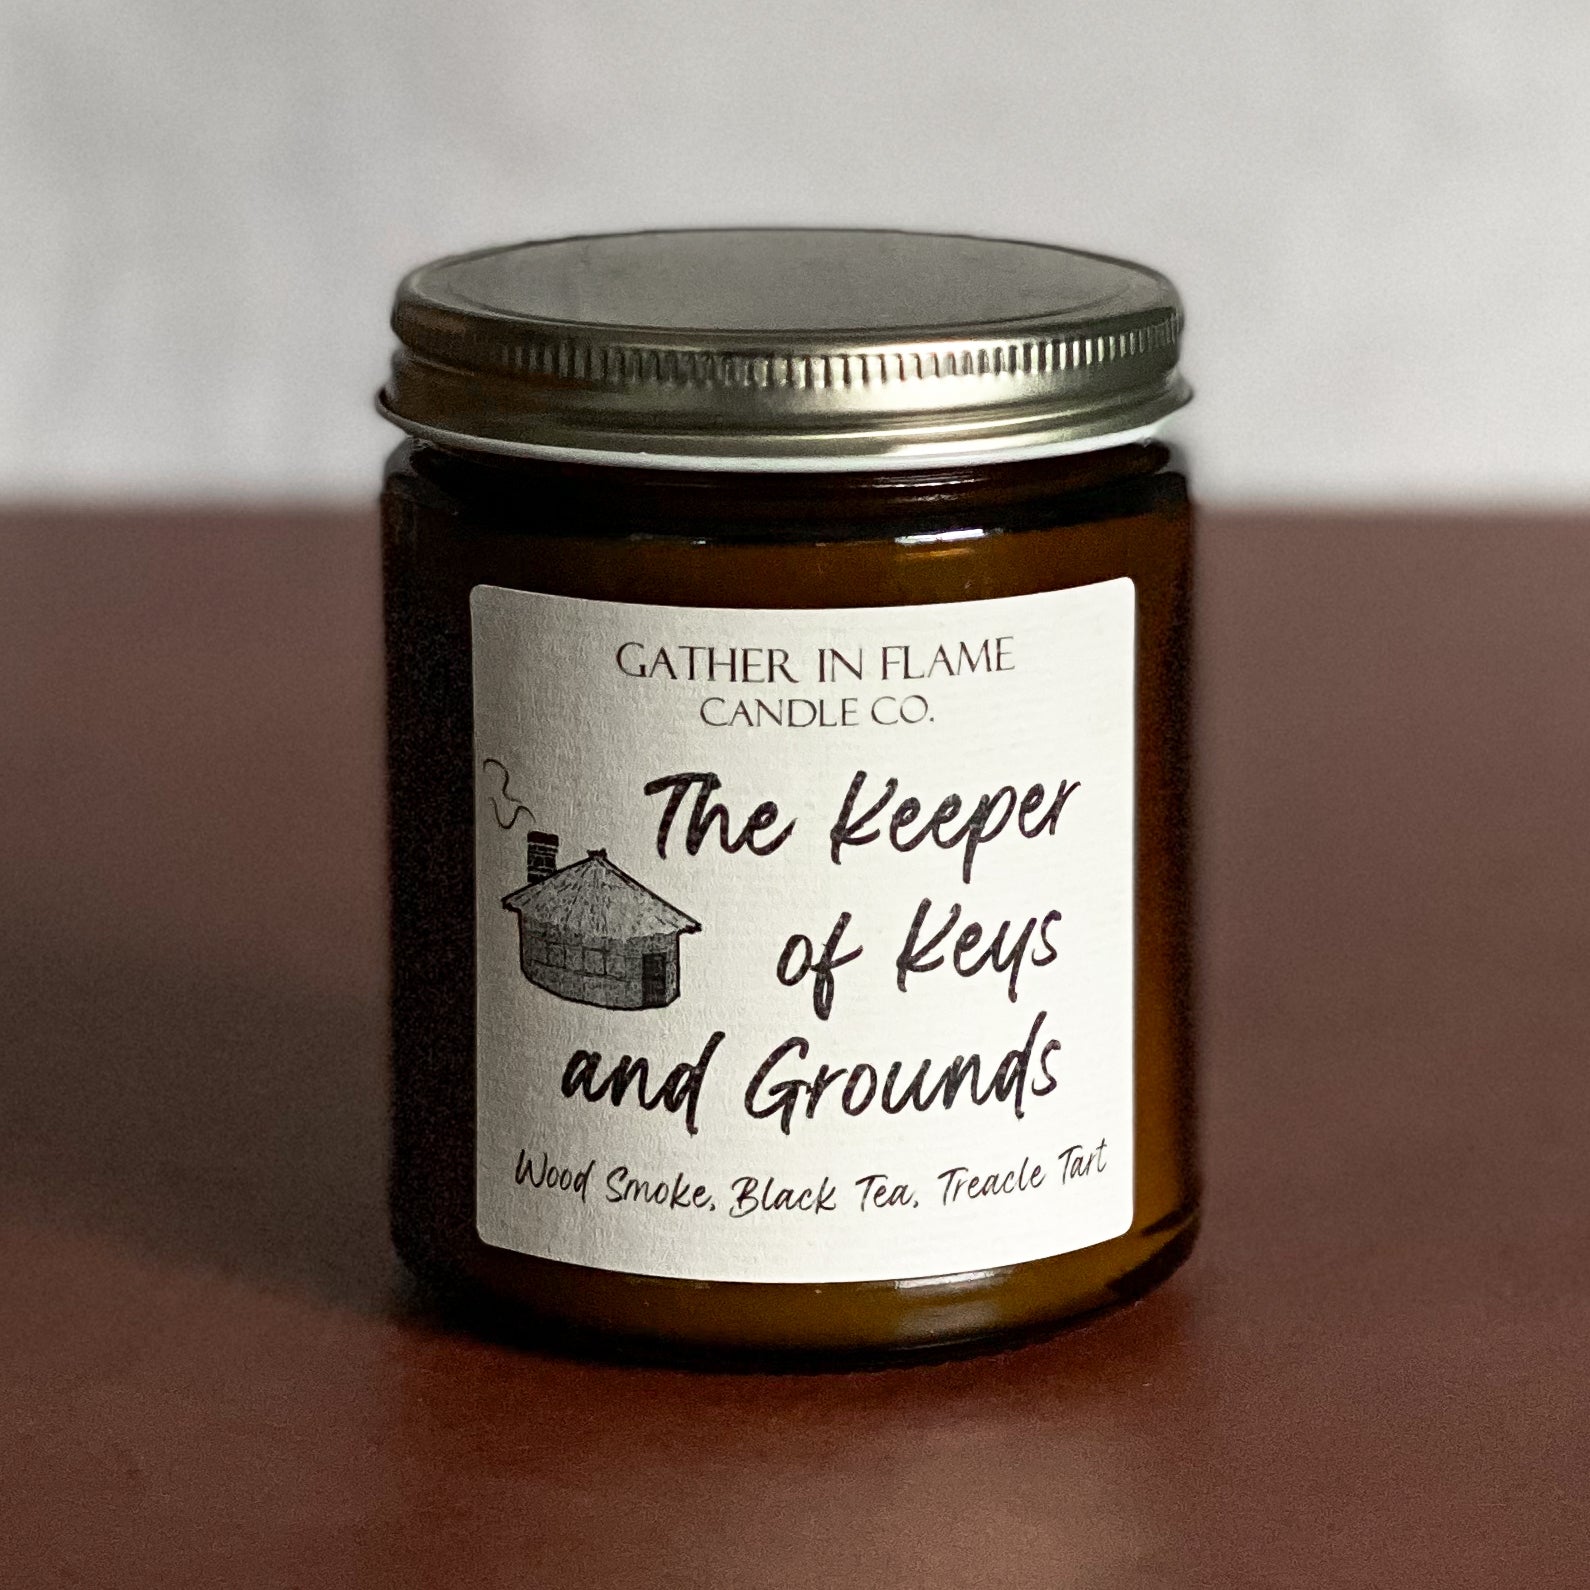 GATHER IN FLAME
CANDLE CO.
The Keeper
of Keys
and Grounds
Wood Smoke, Black Tea, Treacle Tart